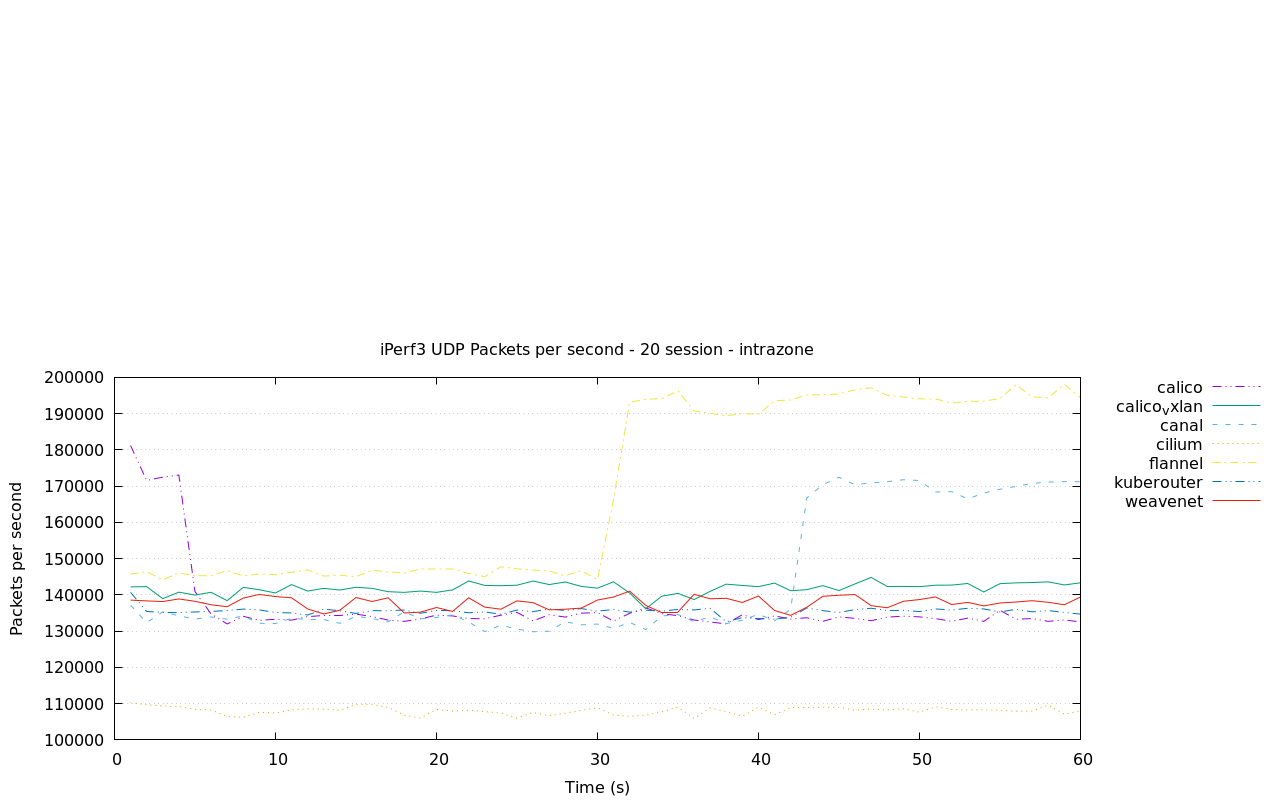 iPerf3 UDP Packets per second - 20 session - intrazone
Packets per second
200000
190000
180000
170000
160000
150000
140000
130000
120000
110000
100000
0 10 20 30 40 50 60
Time (s)
calico
calicovxlan
canal
cilium
flannel
kuberouter
weavenet